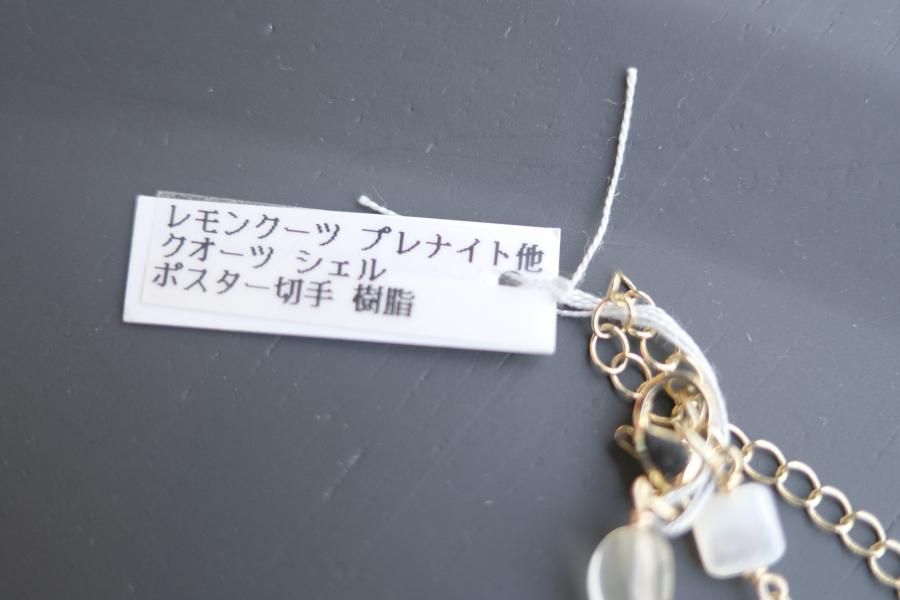 レモンクーツ プレナイト他
クオーツ シェル
ポスター切手 樹脂